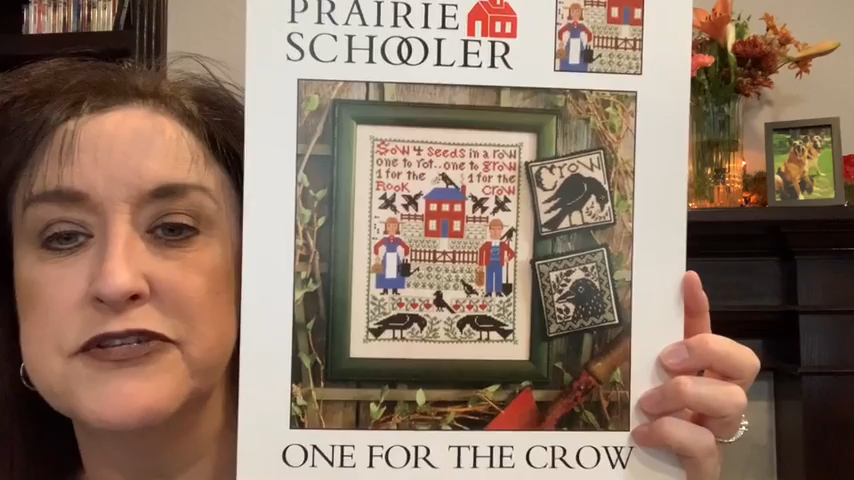 PRAIRIE
SCHOOLER
Sow 4 seeds in a row
one to rot..one to grow
1 for the 1 for the
Rook CROW
CROW
ONE FOR THE CROW